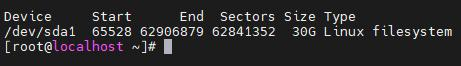 Device Start End Sectors Size Type
/dev/sda1 65528 62906879 62841352 30G Linux filesystem
[root@localhost ~]#